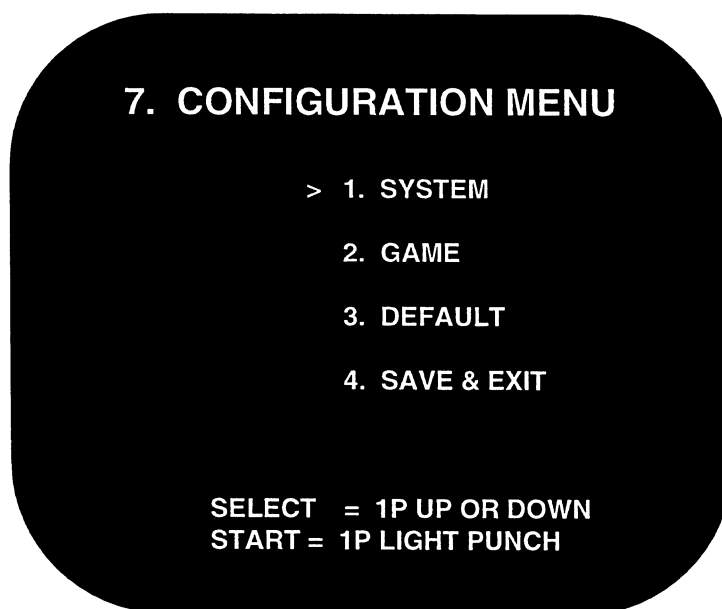 7. CONFIGURATION MENU
> 1. SYSTEM
2. GAME
3. DEFAULT
4. SAVE & EXIT
SELECT = 1P UP OR DOWN
START = 1P LIGHT PUNCH